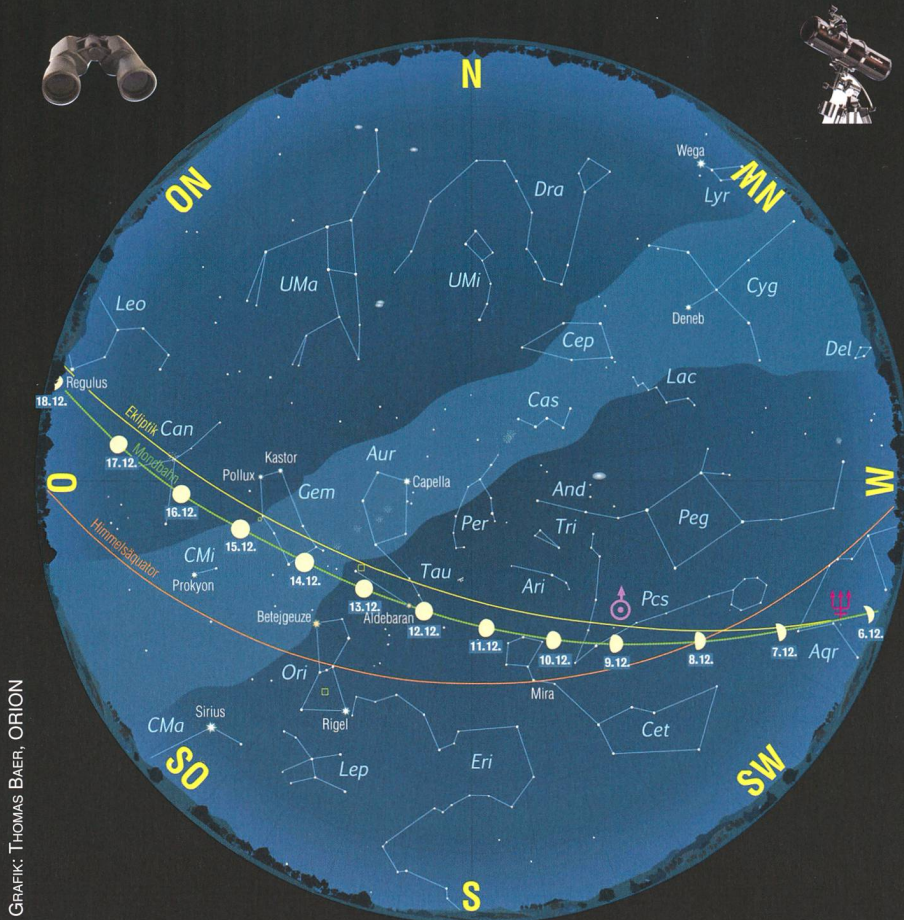 N
NO
NW
Wega
Lyr
Dra
UMa
UMi
Cyg
Deneb
Leo
Cep
Del
Lac
Regulus
18.12.
Ekliptik
Can
Cas
Mondbahn
17.12.
Kastor
Aur
Pollux
Capella
Gem
O
W
And
16.12.
Per
Tri
Peg
15.12.
Himmelsäquator
CMi
Prokyon
14.12.
Tau
Ari
Pcs
13.12.
Aldebaran
12.12.
Betejgeuze
11.12.
10.12.
9.12.
8.12.
7.12.
6.12.
Aqr
Ori
Mira
CMa
Sirius
Rigel
Cet
SO
Lep
Eri
SW
S
GRAFIK: THOMAS BAER, ORION